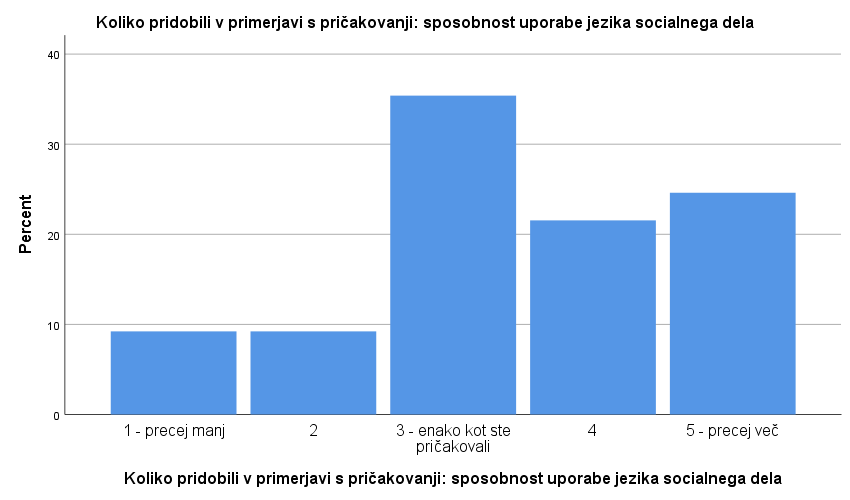 Koliko pridobili v primerjavi s pričakovanji: sposobnost uporabe jezika socialnega dela
40
30
20
10
0
Percent
1 - precej manj
2
3 - enako kot ste
pričakovali
4
5 - precej več
Koliko pridobili v primerjavi s pričakovanji: sposobnost uporabe jezika socialnega dela